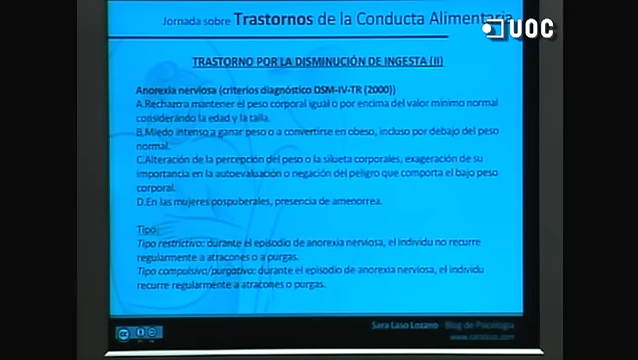 Jornada sobre Trastornos de la Conducta Alimentaria
UOC
TRASTORNO POR LA DISMINUCIÓN DE INGESTA (II)
Anorexia nerviosa (criterios diagnóstico DSM-IV-TR (2000))
A.Rechazo a mantener el peso corporal igual o por encima del valor mínimo normal
considerando la edad y la talla.
B.Miedo intenso a ganar peso o a convertirse en obeso, incluso por debajo del peso
normal.
C.Alteración de la percepción del peso o la silueta corporales, exageración de su
importancia en la autoevaluación o negación del peligro que comporta el bajo peso
corporal.
D.En las mujeres pospuberales, presencia de amenorrea.
Tipo:
Tipo restrictivo: durante el episodio de anorexia nerviosa, el individu no recurre
regularmente a atracones o a purgas.
Tipo compulsivo/purgativo: durante el episodio de anorexia nerviosa, el individu
recurre regularmente a atracones o purgas.
Sara Laso Lozano Blog de Psicología